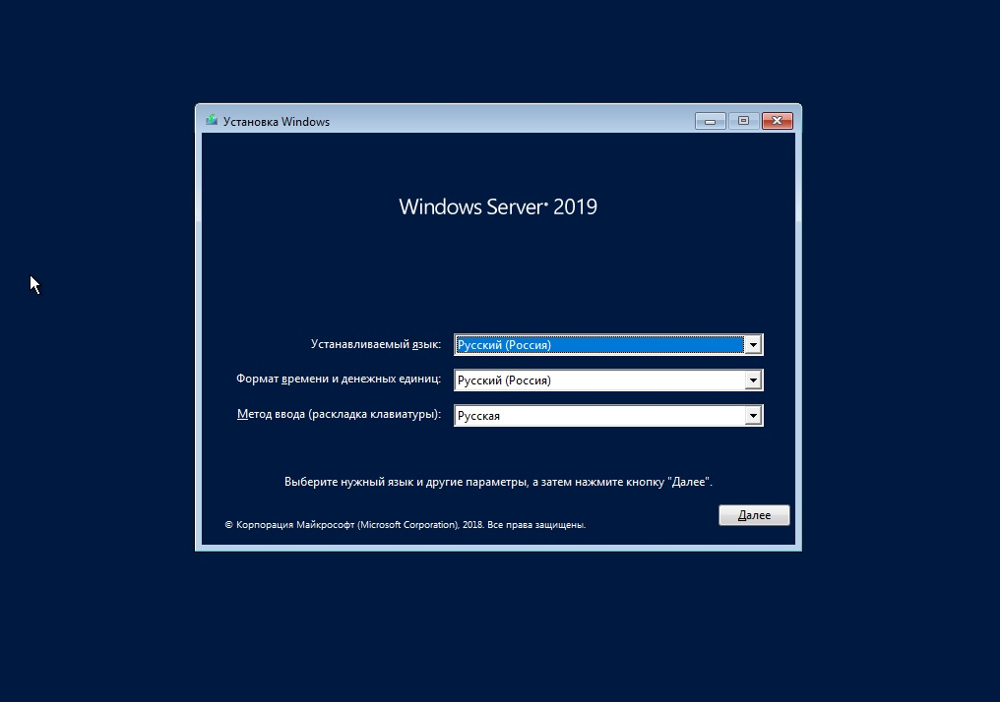 Установка Windows
Windows Server® 2019
Устанавливаемый язык: Русский (Россия)
Формат времени и денежных единиц: Русский (Россия)
Метод ввода (раскладка клавиатуры): Русская
Выберите нужный язык и другие параметры, а затем нажмите кнопку "Далее".
Далее
© Корпорация Майкрософт (Microsoft Corporation), 2018. Все права защищены.